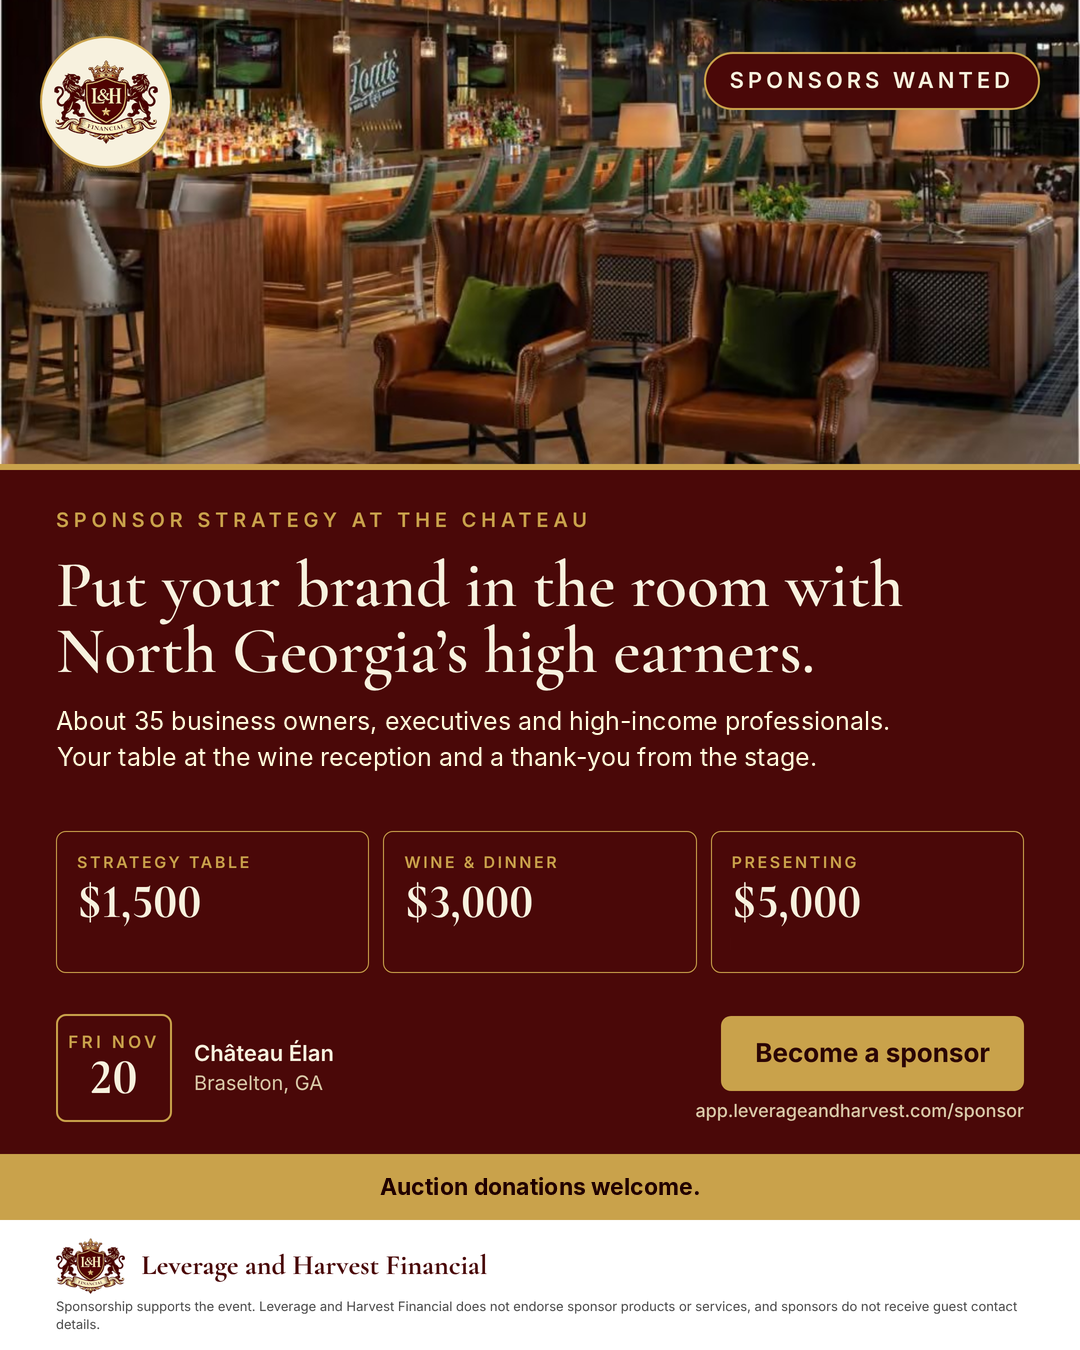 L&H
FINANCIAL
SPONSORS WANTED
SPONSOR STRATEGY AT THE CHATEAU
Put your brand in the room with
North Georgia’s high earners.
About 35 business owners, executives and high-income professionals.
Your table at the wine reception and a thank-you from the stage.
STRATEGY TABLE
$1,500
WINE & DINNER
$3,000
PRESENTING
$5,000
FRI NOV
20
Château Élan
Braselton, GA
Become a sponsor
app.leverageandharvest.com/sponsor
Auction donations welcome.
L&H
FINANCIAL
Leverage and Harvest Financial
Sponsorship supports the event. Leverage and Harvest Financial does not endorse sponsor products or services, and sponsors do not receive guest contact
details.